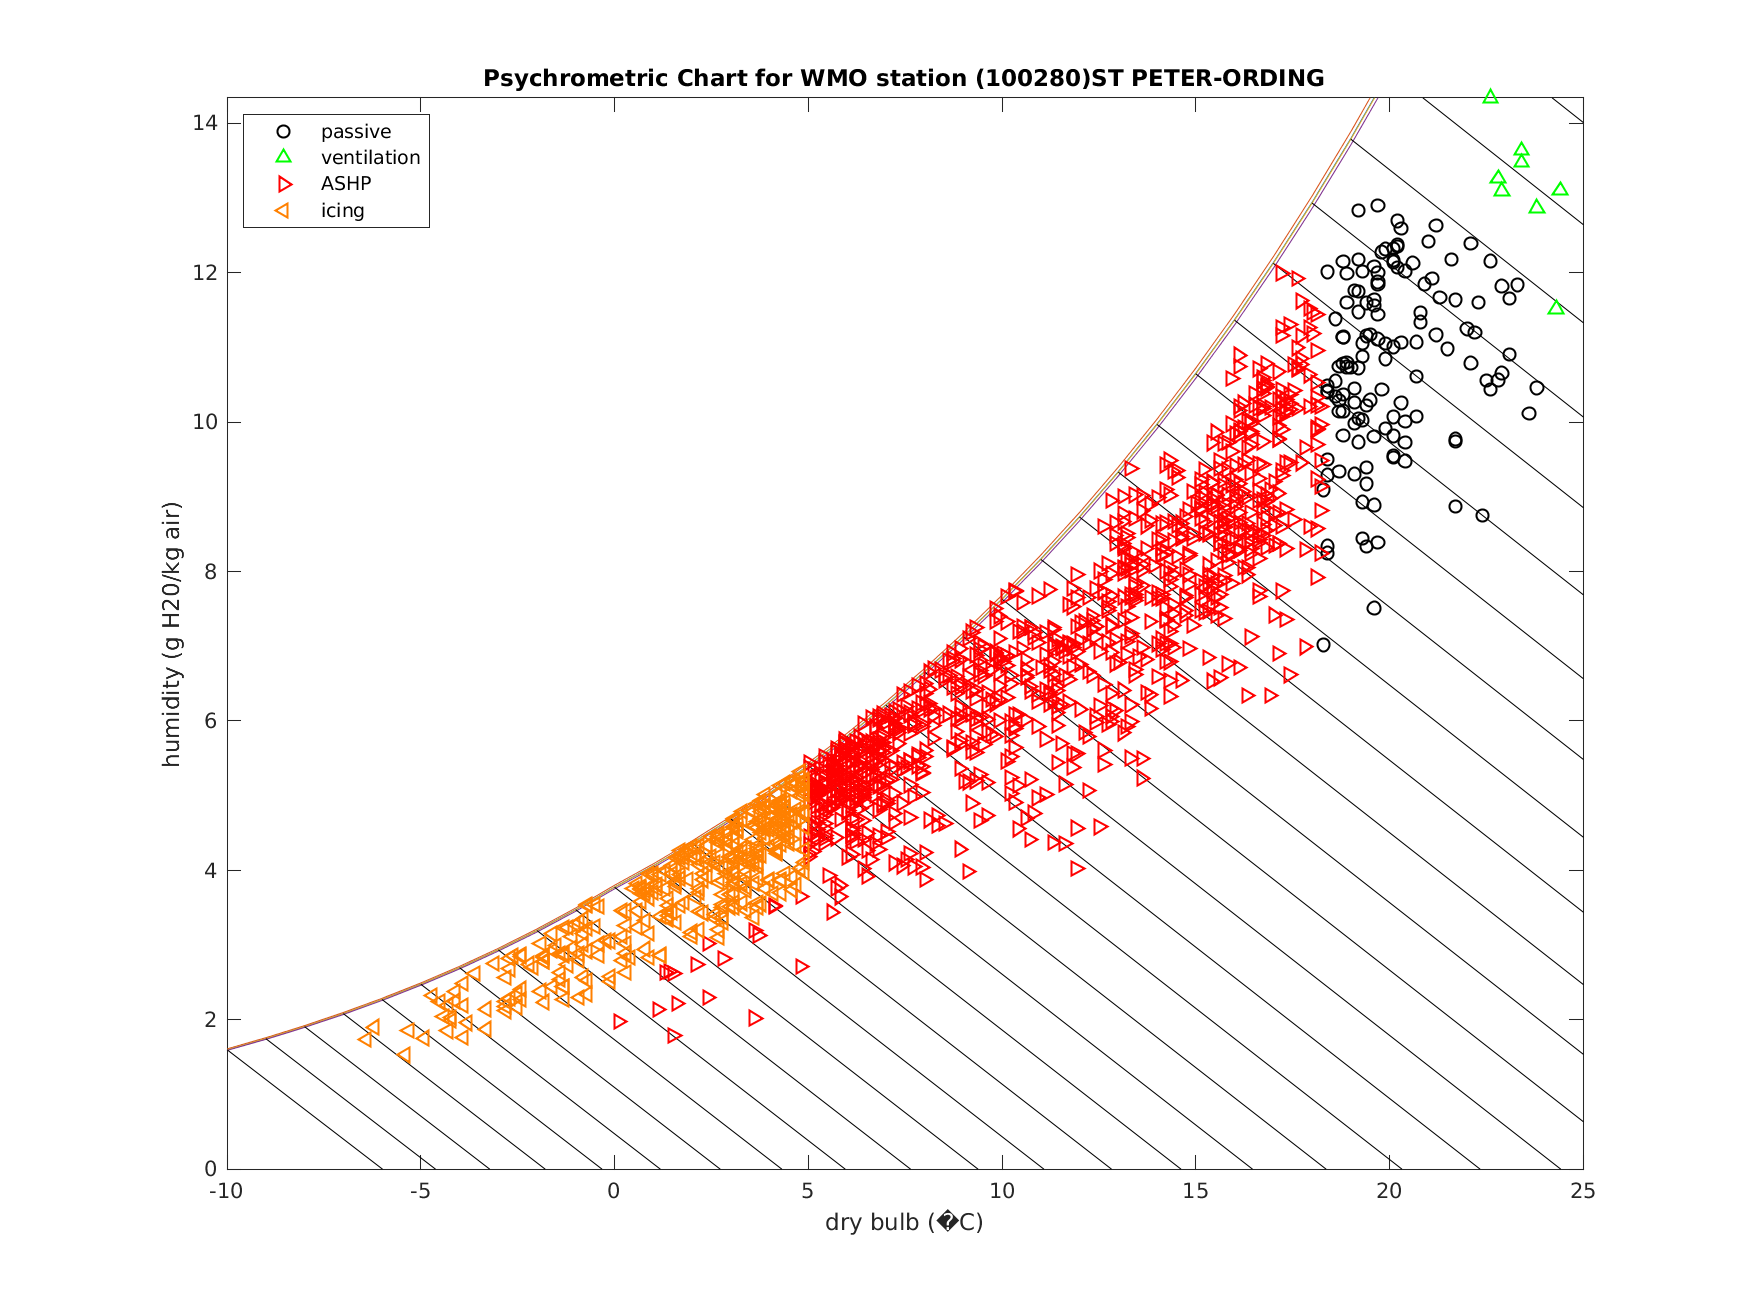 Psychrometric Chart for WMO station (100280)ST PETER-ORDING
passive
ventilation
ASHP
icing
14
12
10
8
6
4
2
0
humidity (g H20/kg air)
-10 -5 0 5 10 15 20 25
dry bulb (�C)